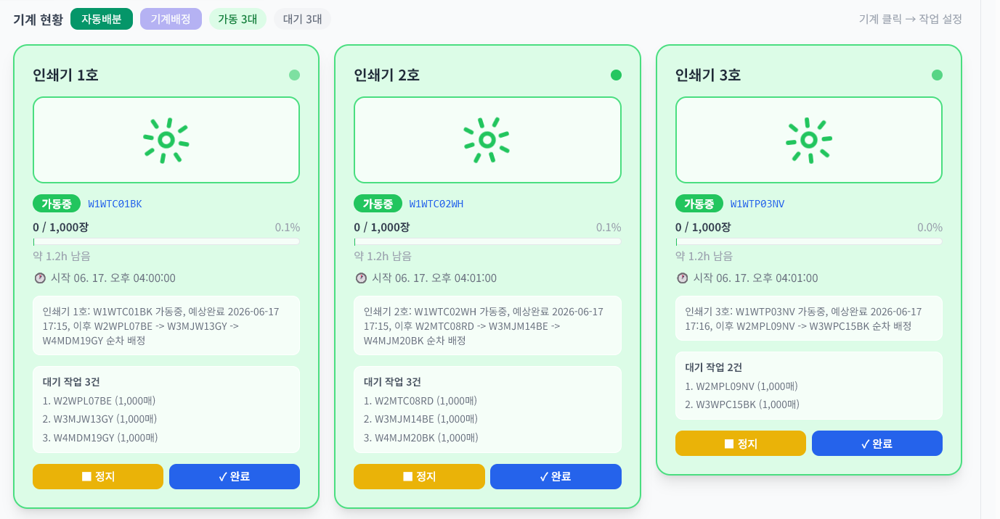 기계 현황 자동배분 기계배정 가동 3대 대기 3대 기계 클릭 → 작업 설정
인쇄기 1호
가동중 W1WTC01BK
0 / 1,000장 0.1%
약 1.2h 남음
시작 06. 17. 오후 04:00:00
인쇄기 1호: W1WTC01BK 가동중, 예상완료 2026-06-17
17:15, 이후 W2WPL07BE -> W3MJW13GY ->
W4MDM19GY 순차 배정
대기 작업 3건
1. W2WPL07BE (1,000매)
2. W3MJW13GY (1,000매)
3. W4MDM19GY (1,000매)
정지 ✓ 완료
인쇄기 2호
가동중 W1WTC02WH
0 / 1,000장 0.1%
약 1.2h 남음
시작 06. 17. 오후 04:01:00
인쇄기 2호: W1WTC02WH 가동중, 예상완료 2026-06-17
17:15, 이후 W2MTC08RD -> W3MJM14BE ->
W4MJM20BK 순차 배정
대기 작업 3건
1. W2MTC08RD (1,000매)
2. W3MJM14BE (1,000매)
3. W4MJM20BK (1,000매)
정지 ✓ 완료
인쇄기 3호
가동중 W1WTP03NV
0 / 1,000장 0.0%
약 1.2h 남음
시작 06. 17. 오후 04:01:00
인쇄기 3호: W1WTP03NV 가동중, 예상완료 2026-06-17
17:16, 이후 W2MPL09NV -> W3WPC15BK 순차 배정
대기 작업 2건
1. W2MPL09NV (1,000매)
2. W3WPC15BK (1,000매)
정지 ✓ 완료